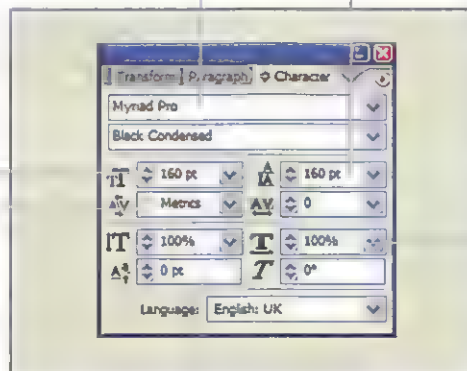 Transform Paragraph Character
Myriad Pro
Black Condensed
160 pt 160 pt
Metrics 0
100% 100%
0 pt 0°
Language: English: UK